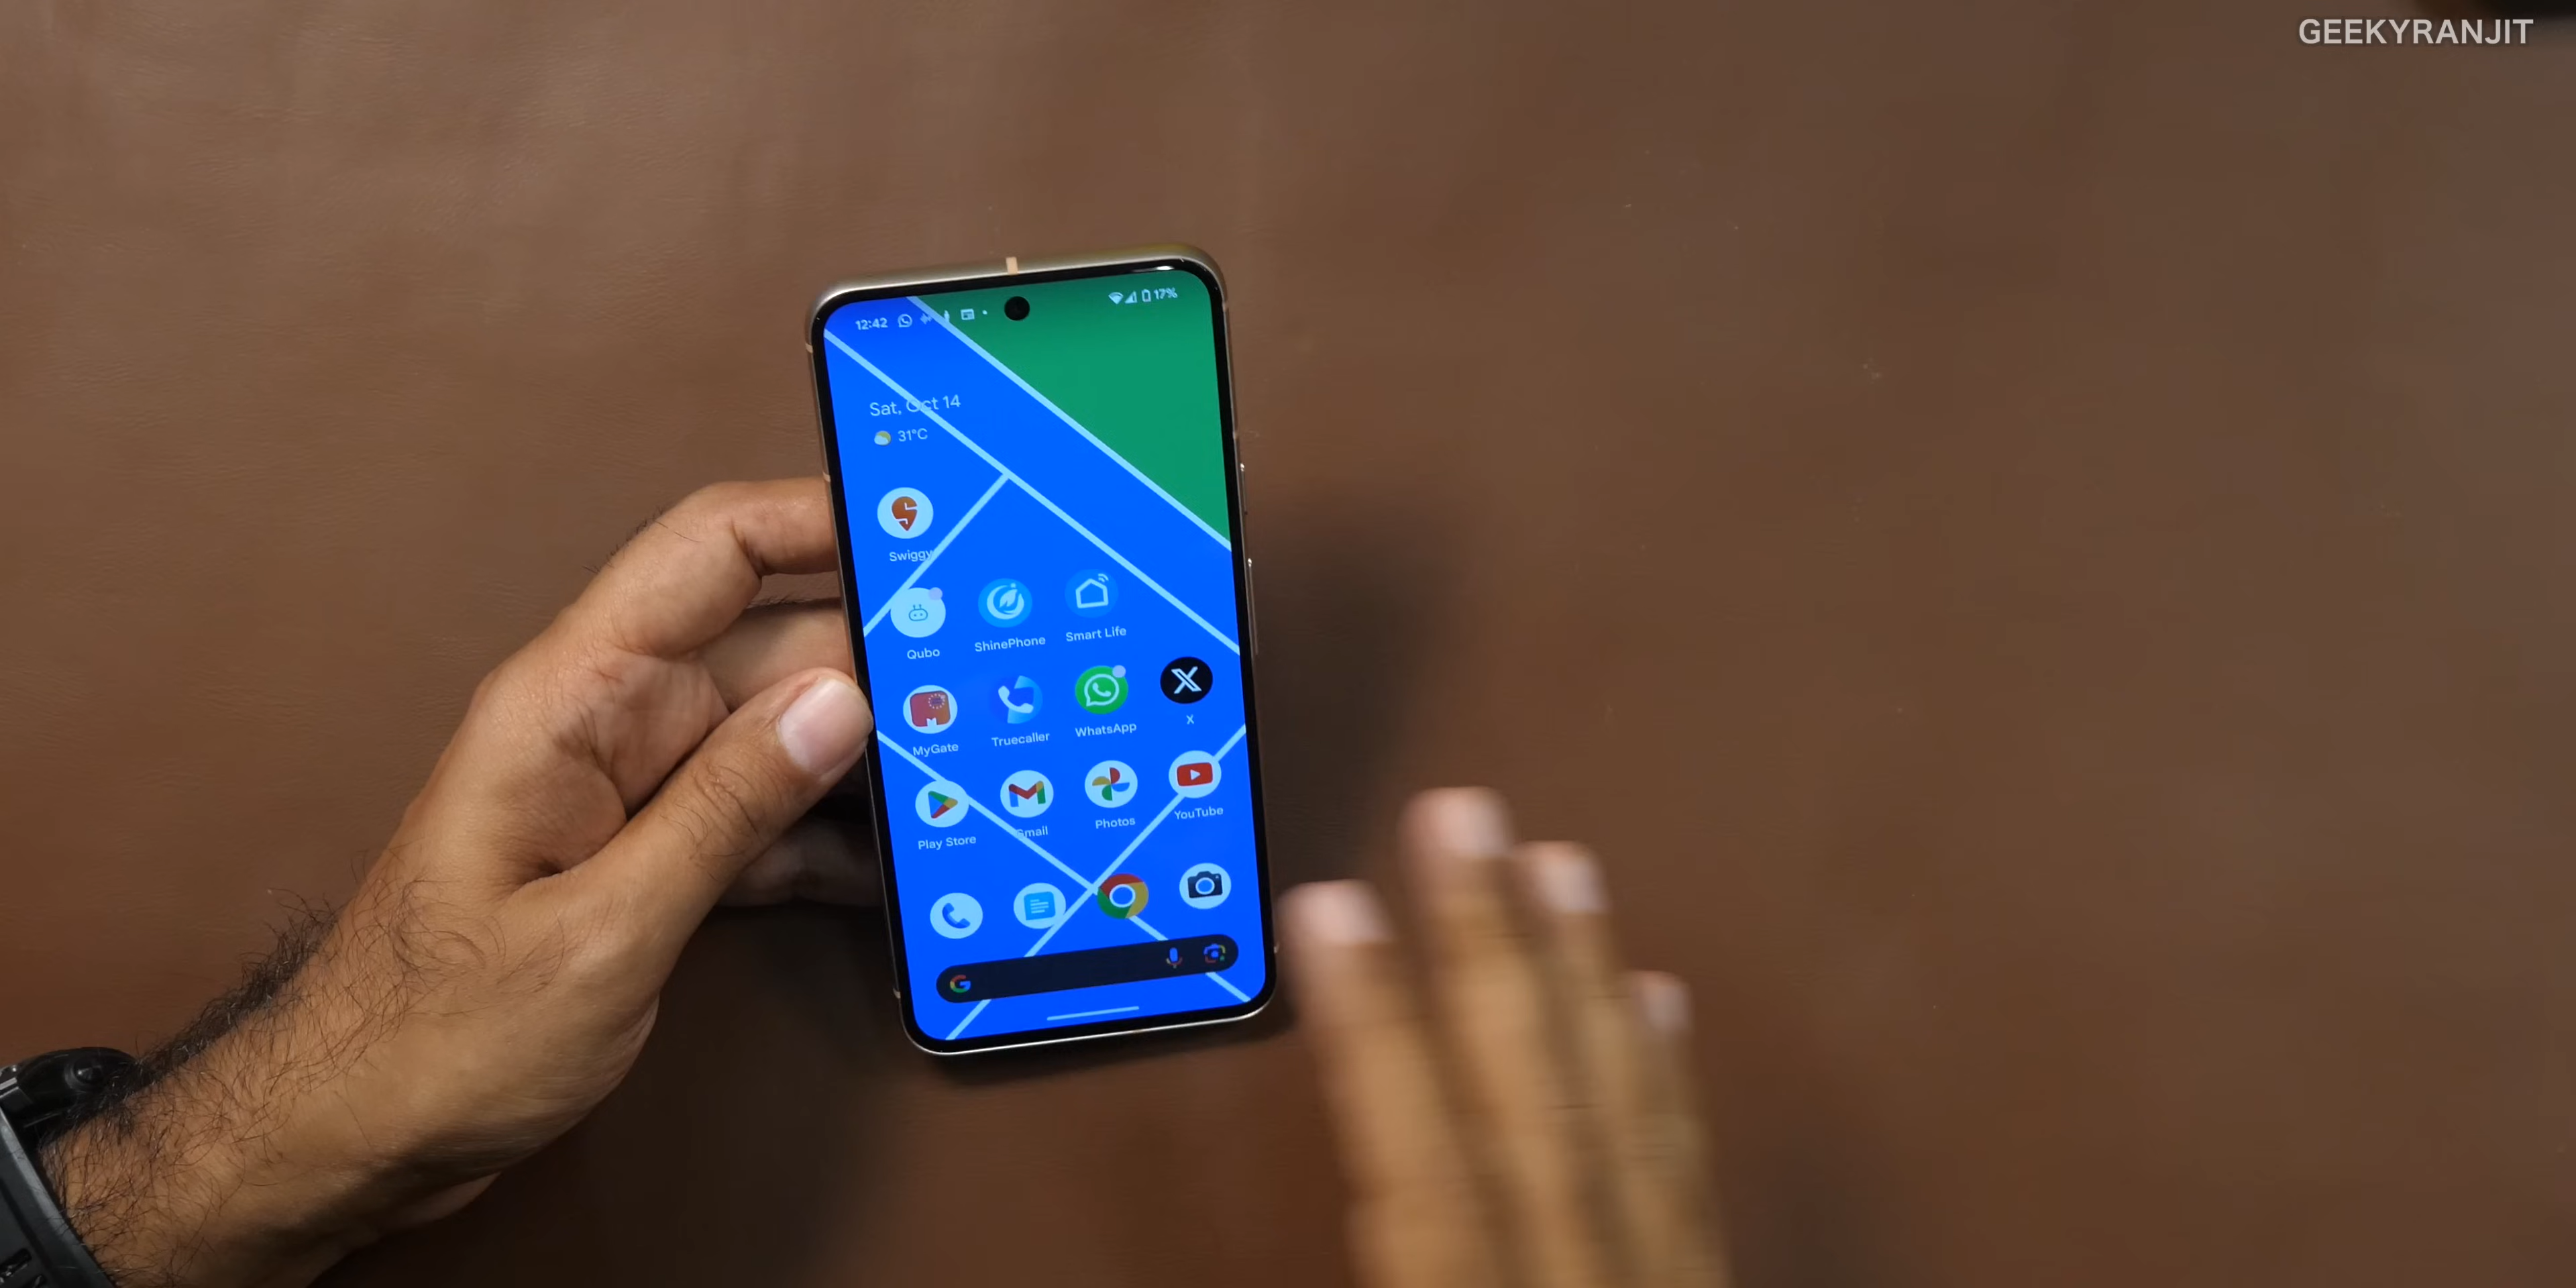 GEEKYRANJIT
12:42
17%
Sat, Oct 14
31°C
Swiggy
Qubo
ShinePhone
Smart Life
MyGate
Truecaller
WhatsApp
X
Play Store
Gmail
Photos
YouTube